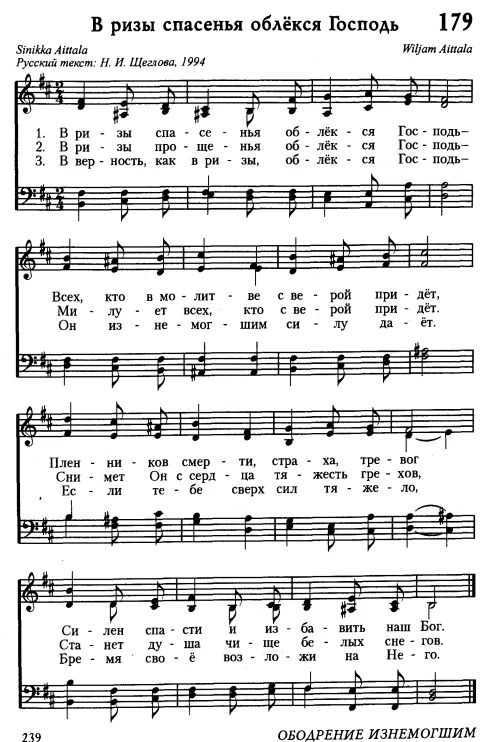 В ризы спасенья облёкся Господь 179
Sinikka Aittala Wiljam Aittala
Русский текст: Н. И. Щеглова, 1994
1. В ри - зы спа - се - нья об - лёк - ся Гос - подь–
2. В ри - зы про - ще - нья об - лёк - ся Гос - подь–
3. В вер - ность, как в ри - зы, об - лёк - ся Гос - подь–
Всех, кто в мо - лит - ве с ве - рой при - дёт,
Ми - лу - ет всех, кто с ве - рой при - дёт.
Он из - не - мог - шим си - лу да - ёт.
Плен - ни - ков смер - ти, стра - ха, тре - вог
Сни - мет Он с серд - ца тя - жесть гре - хов,
Ес - ли те - бе сверх сил тя - же - ло,
Си - лен спа - сти и из - ба - вить наш Бог.
Ста - нет ду - ша чи - ще бе - лых сне - гов.
Бре - мя сво - ё воз - ло - жи на Не - го.
239 ОБОДРЕНИЕ ИЗНЕМОГШИМ